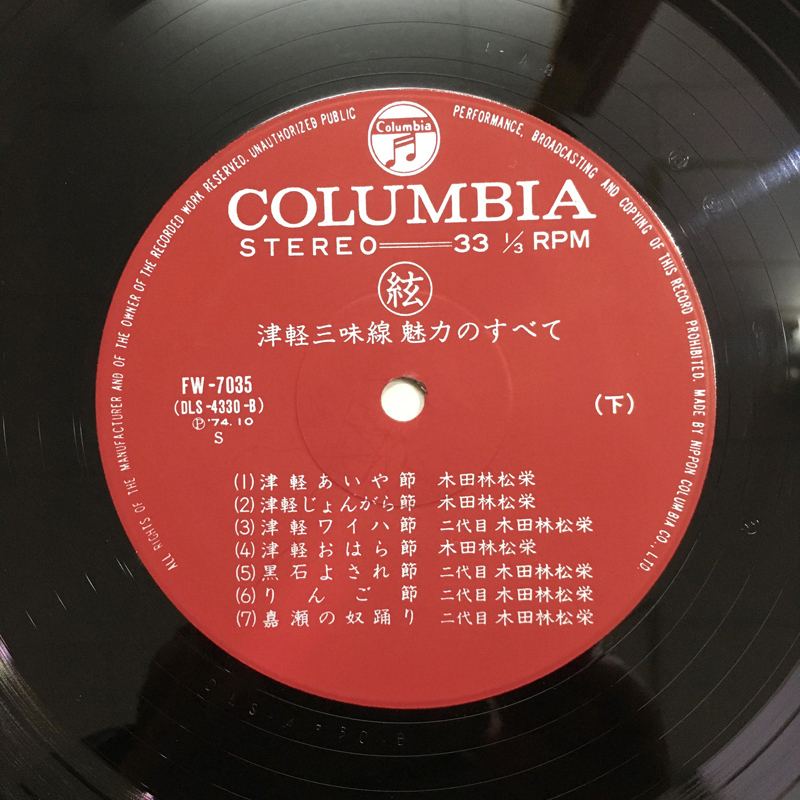 Columbia
COLUMBIA
STEREO 33 1/3 RPM
絃
津軽三味線 魅力のすべて
FW-7035
(DLS-4330-B)
Ⓟ'74.10
S
(下)
(1) 津軽あいや節 木田林松栄
(2) 津軽じょんがら節 木田林松栄
(3) 津軽ワイハ節 二代目 木田林松栄
(4) 津軽おはら節 木田林松栄
(5) 黒石よされ節 二代目 木田林松栄
(6) りんご節 二代目 木田林松栄
(7) 嘉瀬の奴踊り 二代目 木田林松栄
ALL RIGHTS OF THE MANUFACTURER AND OF THE OWNER OF THE RECORDED WORK RESERVED. UNAUTHORIZED PUBLIC PERFORMANCE, BROADCASTING AND COPYING OF THIS RECORD PROHIBITED. MADE BY NIPPON COLUMBIA CO., LTD.